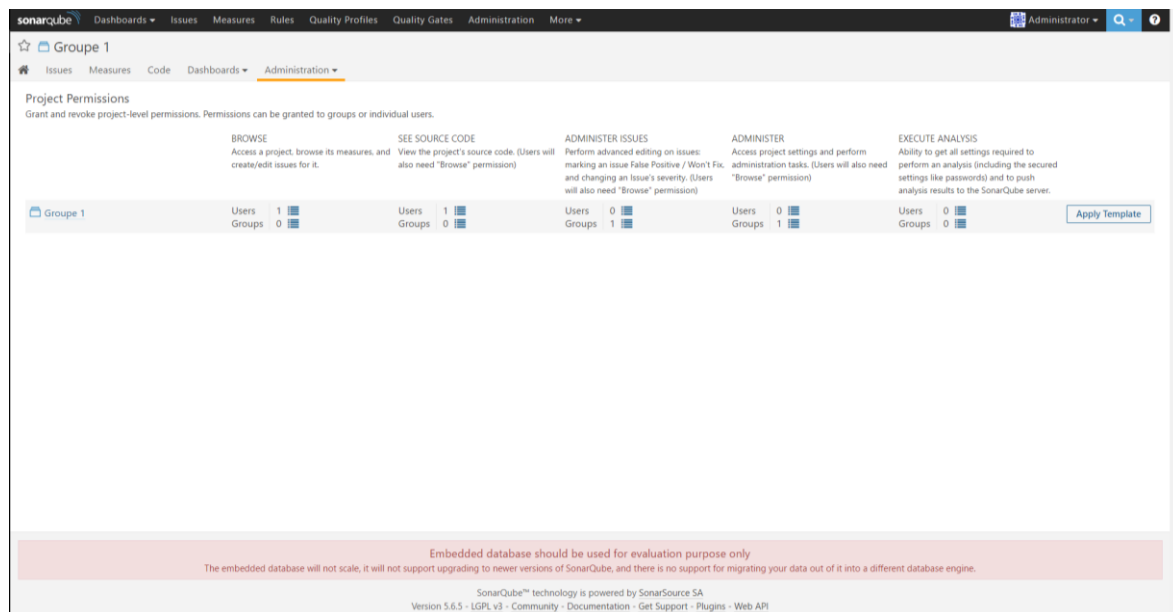 sonarqube Dashboards Issues Measures Rules Quality Profiles Quality Gates Administration More Administrator
Groupe 1
Issues Measures Code Dashboards Administration
Project Permissions
Grant and revoke project-level permissions. Permissions can be granted to groups or individual users.
BROWSE
Access a project, browse its measures, and
create/edit issues for it.
SEE SOURCE CODE
View the project's source code. (Users will
also need "Browse" permission)
ADMINISTER ISSUES
Perform advanced editing on issues:
marking an issue False Positive / Won't Fix,
and changing an Issue's severity. (Users
will also need "Browse" permission)
ADMINISTER
Access project settings and perform
administration tasks. (Users will also need
"Browse" permission)
EXECUTE ANALYSIS
Ability to get all settings required to
perform an analysis (including the secured
settings like passwords) and to push
analysis results to the SonarQube server.
Groupe 1
Users 1
Groups 0
Users 1
Groups 0
Users 0
Groups 1
Users 0
Groups 1
Users 0
Groups 0
Apply Template
Embedded database should be used for evaluation purpose only
The embedded database will not scale, it will not support upgrading to newer versions of SonarQube, and there is no support for migrating your data out of it into a different database engine.
SonarQube™ technology is powered by SonarSource SA
Version 5.6.5 - LGPL v3 - Community - Documentation - Get Support - Plugins - Web API